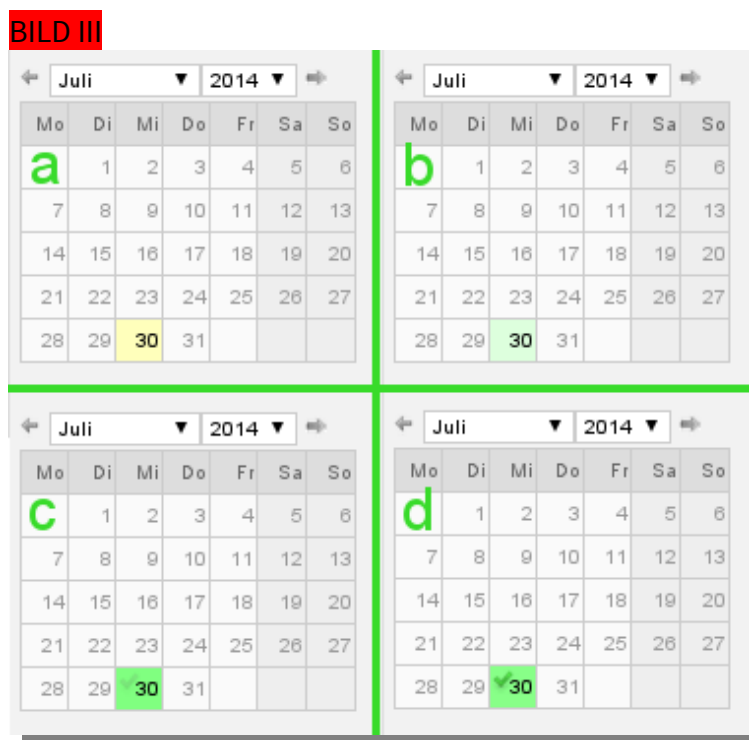 BILD III
Juli ▼ 2014 ▼
Mo Di Mi Do Fr Sa So
a 1 2 3 4 5 6
7 8 9 10 11 12 13
14 15 16 17 18 19 20
21 22 23 24 25 26 27
28 29 30 31
Juli ▼ 2014 ▼
Mo Di Mi Do Fr Sa So
b 1 2 3 4 5 6
7 8 9 10 11 12 13
14 15 16 17 18 19 20
21 22 23 24 25 26 27
28 29 30 31
Juli ▼ 2014 ▼
Mo Di Mi Do Fr Sa So
c 1 2 3 4 5 6
7 8 9 10 11 12 13
14 15 16 17 18 19 20
21 22 23 24 25 26 27
28 29 30 31
Juli ▼ 2014 ▼
Mo Di Mi Do Fr Sa So
d 1 2 3 4 5 6
7 8 9 10 11 12 13
14 15 16 17 18 19 20
21 22 23 24 25 26 27
28 29 30 31